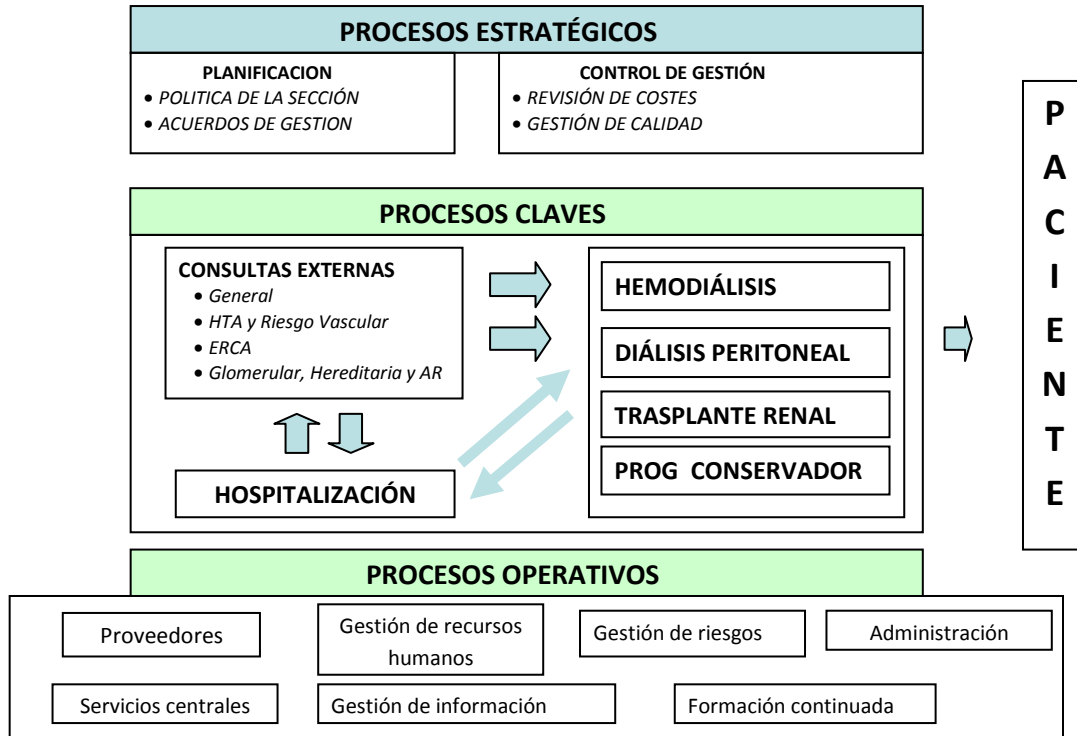 PROCESOS ESTRATÉGICOS
PLANIFICACION
• POLITICA DE LA SECCIÓN
• ACUERDOS DE GESTION
CONTROL DE GESTIÓN
• REVISIÓN DE COSTES
• GESTIÓN DE CALIDAD
PROCESOS CLAVES
CONSULTAS EXTERNAS
• General
• HTA y Riesgo Vascular
• ERCA
• Glomerular, Hereditaria y AR
HOSPITALIZACIÓN
HEMODIÁLISIS
DIÁLISIS PERITONEAL
TRASPLANTE RENAL
PROG CONSERVADOR
P
A
C
I
E
N
T
E
PROCESOS OPERATIVOS
Proveedores
Gestión de recursos
humanos
Gestión de riesgos
Administración
Servicios centrales
Gestión de información
Formación continuada